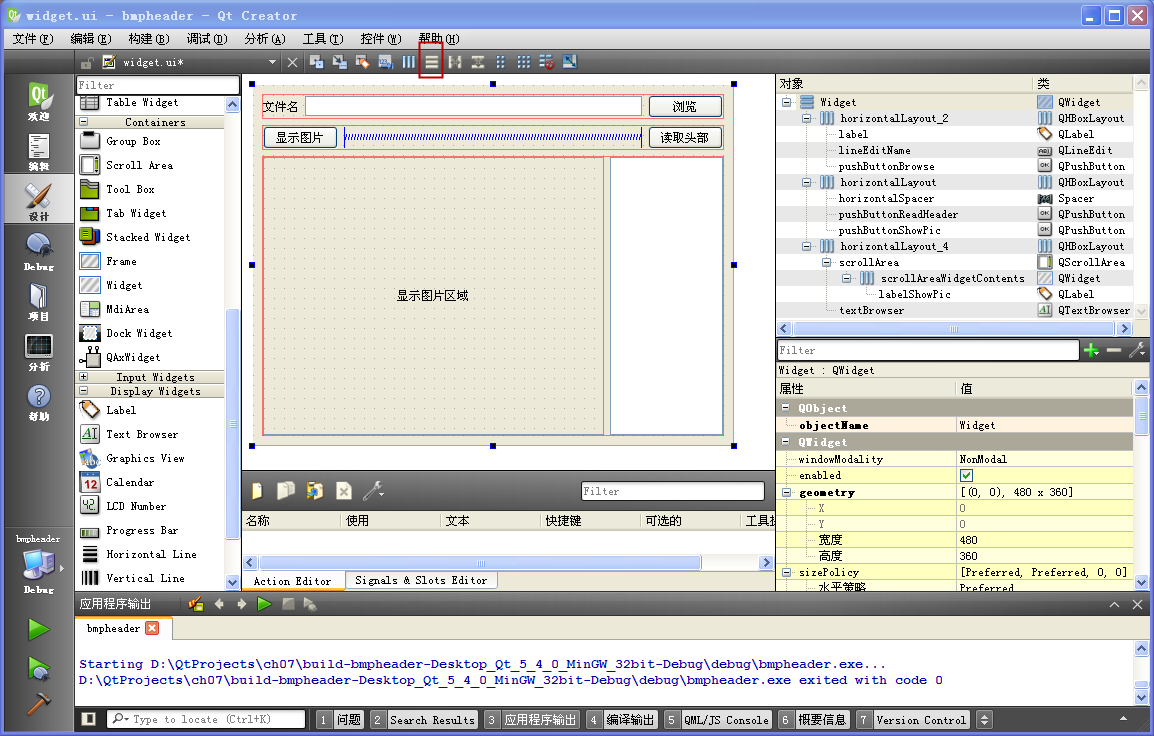 widget.ui - bmpheader - Qt Creator
文件(F) 编辑(E) 构建(B) 调试(D) 分析(A) 工具(T) 控件(W) 帮助(H)
widget.ui*
Qt
欢迎
编辑
设计
Debug
项目
分析
帮助
bmpheader
Debug
Filter
Table Widget
Containers
Group Box
Scroll Area
Tool Box
Tab Widget
Stacked Widget
Frame
Widget
MdiArea
Dock Widget
QAxWidget
Input Widgets
Display Widgets
Label
Text Browser
Graphics View
Calendar
LCD Number
Progress Bar
Horizontal Line
Vertical Line
文件名 浏览
显示图片 读取头部
显示图片区域
Filter
名称 使用 文本 快捷键 可选的 工具提
Action Editor Signals & Slots Editor
对象 类
Widget QWidget
horizontalLayout_2 QHBoxLayout
label QLabel
lineEditName QLineEdit
pushButtonBrowse QPushButton
horizontalLayout QHBoxLayout
horizontalSpacer Spacer
pushButtonReadHeader QPushButton
pushButtonShowPic QPushButton
horizontalLayout_4 QHBoxLayout
scrollArea QScrollArea
scrollAreaWidgetContents QWidget
labelShowPic QLabel
textBrowser QTextBrowser
Filter
Widget : QWidget
属性 值
QObject
objectName Widget
QWidget
windowModality NonModal
enabled
geometry [(0, 0), 480 x 360]
X 0
Y 0
宽度 480
高度 360
sizePolicy [Preferred, Preferred, 0, 0]
水平策略 Preferred
应用程序输出
bmpheader
Starting D:\QtProjects\ch07\build-bmpheader-Desktop_Qt_5_4_0_MinGW_32bit-Debug\debug\bmpheader.exe...
D:\QtProjects\ch07\build-bmpheader-Desktop_Qt_5_4_0_MinGW_32bit-Debug\debug\bmpheader.exe exited with code 0
Type to locate (Ctrl+K) 1 问题 2 Search Results 3 应用程序输出 4 编译输出 5 QML/JS Console 6 概要信息 7 Version Control